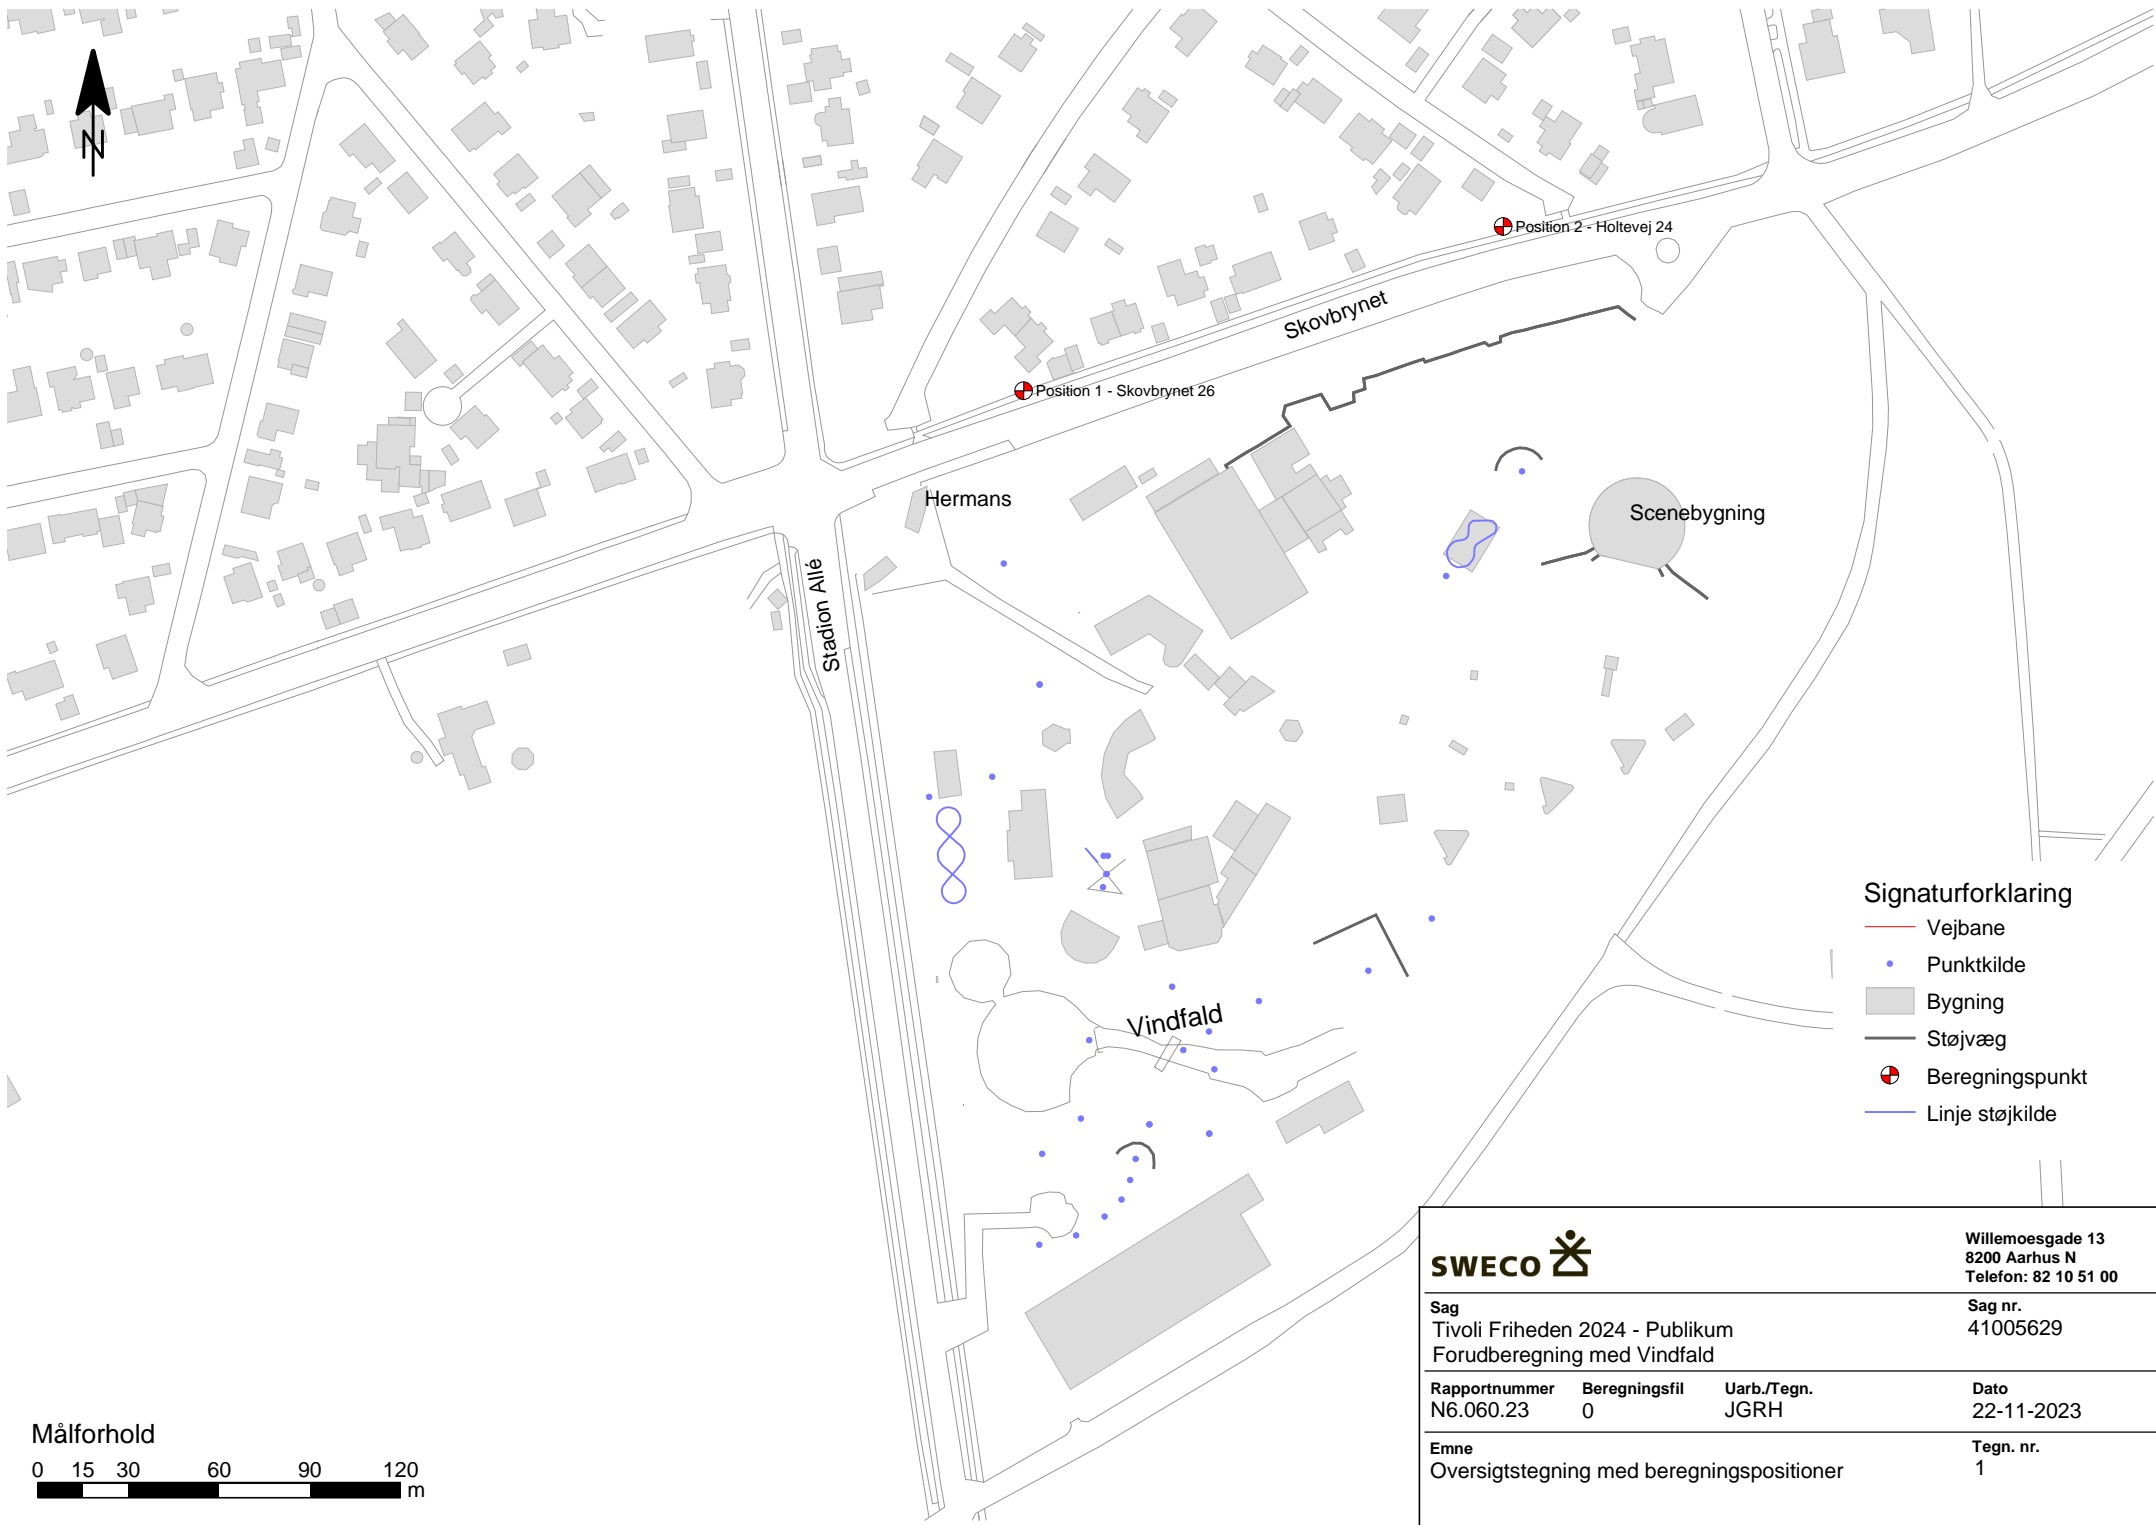 N
Position 2 - Holtevej 24
Skovbrynet
Position 1 - Skovbrynet 26
Hermans
Scenebygning
Stadion Allé
Vindfald
Signaturforklaring
Vejbane
Punktkilde
Bygning
Støjvæg
Beregningspunkt
Linje støjkilde
SWECO
Willemoesgade 13
8200 Aarhus N
Telefon: 82 10 51 00
Sag
Tivoli Friheden 2024 - Publikum
Forudberegning med Vindfald
Sag nr.
41005629
Rapportnummer Beregningsfil Uarb./Tegn. Dato
N6.060.23 0 JGRH 22-11-2023
Emne Tegn. nr.
Oversigtstegning med beregningspositioner 1
Målforhold
0 15 30 60 90 120
m